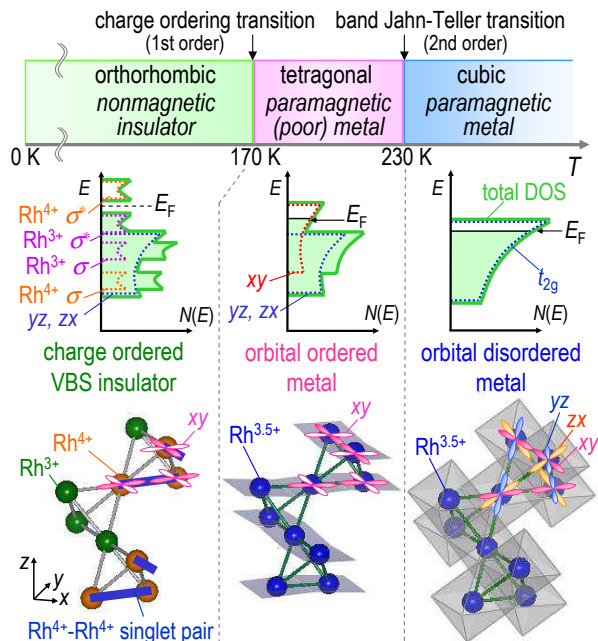 charge ordering transition
(1st order)
band Jahn-Teller transition
(2nd order)
orthorhombic
nonmagnetic
insulator
tetragonal
paramagnetic
(poor) metal
cubic
paramagnetic
metal
0 K
170 K
230 K
T
E
E_F
Rh⁴⁺ σ*
Rh³⁺ σ*
Rh³⁺ σ
Rh⁴⁺ σ
yz, zx
N(E)
E
E_F
xy
yz, zx
N(E)
E
total DOS
E_F
t₂g
N(E)
charge ordered
VBS insulator
orbital ordered
metal
orbital disordered
metal
xy
Rh⁴⁺
Rh³⁺
z
y
x
Rh⁴⁺-Rh⁴⁺ singlet pair
xy
Rh³·⁵⁺
yz
zx
xy
Rh³·⁵⁺